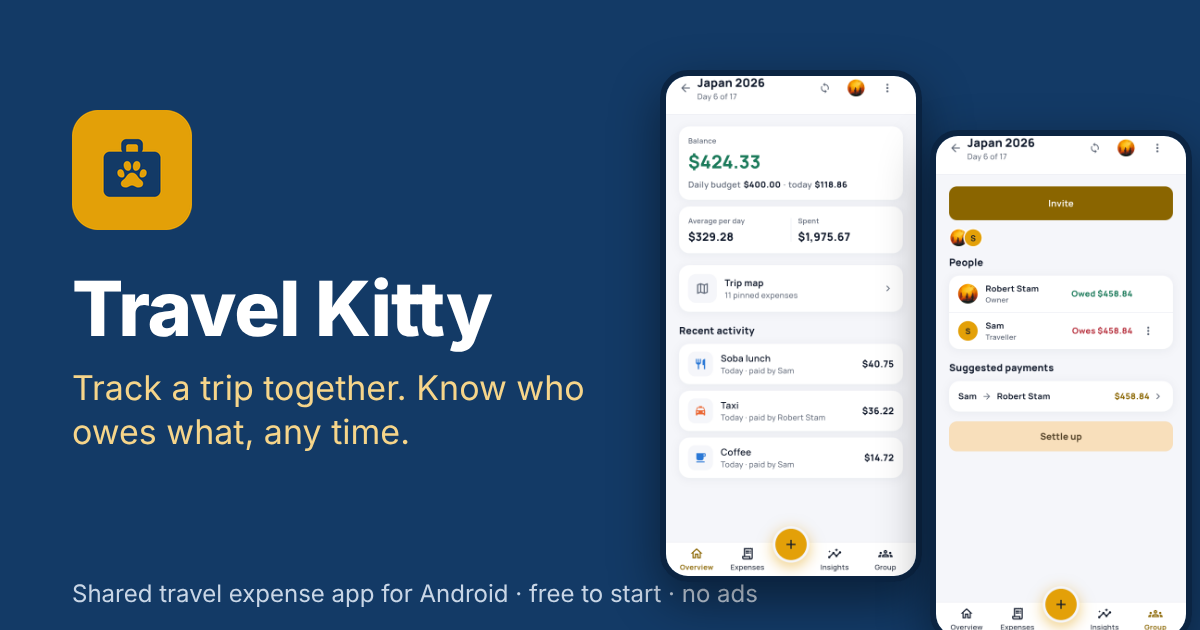 Travel Kitty
Track a trip together. Know who
owes what, any time.
Shared travel expense app for Android · free to start · no ads
Japan 2026
Day 6 of 17
Balance
$424.33
Daily budget $400.00 · today $118.86
Average per day
$329.28
Spent
$1,975.67
Trip map
11 pinned expenses
Recent activity
Soba lunch
Today · paid by Sam
$40.75
Taxi
Today · paid by Robert Stam
$36.22
Coffee
Today · paid by Sam
$14.72
Overview
Expenses
+
Insights
Group
Japan 2026
Day 6 of 17
Invite
S
People
Robert Stam
Owner
Owed $458.84
S
Sam
Traveller
Owes $458.84
Suggested payments
Sam → Robert Stam
$458.84
Settle up
Overview
Expenses
+
Insights
Group